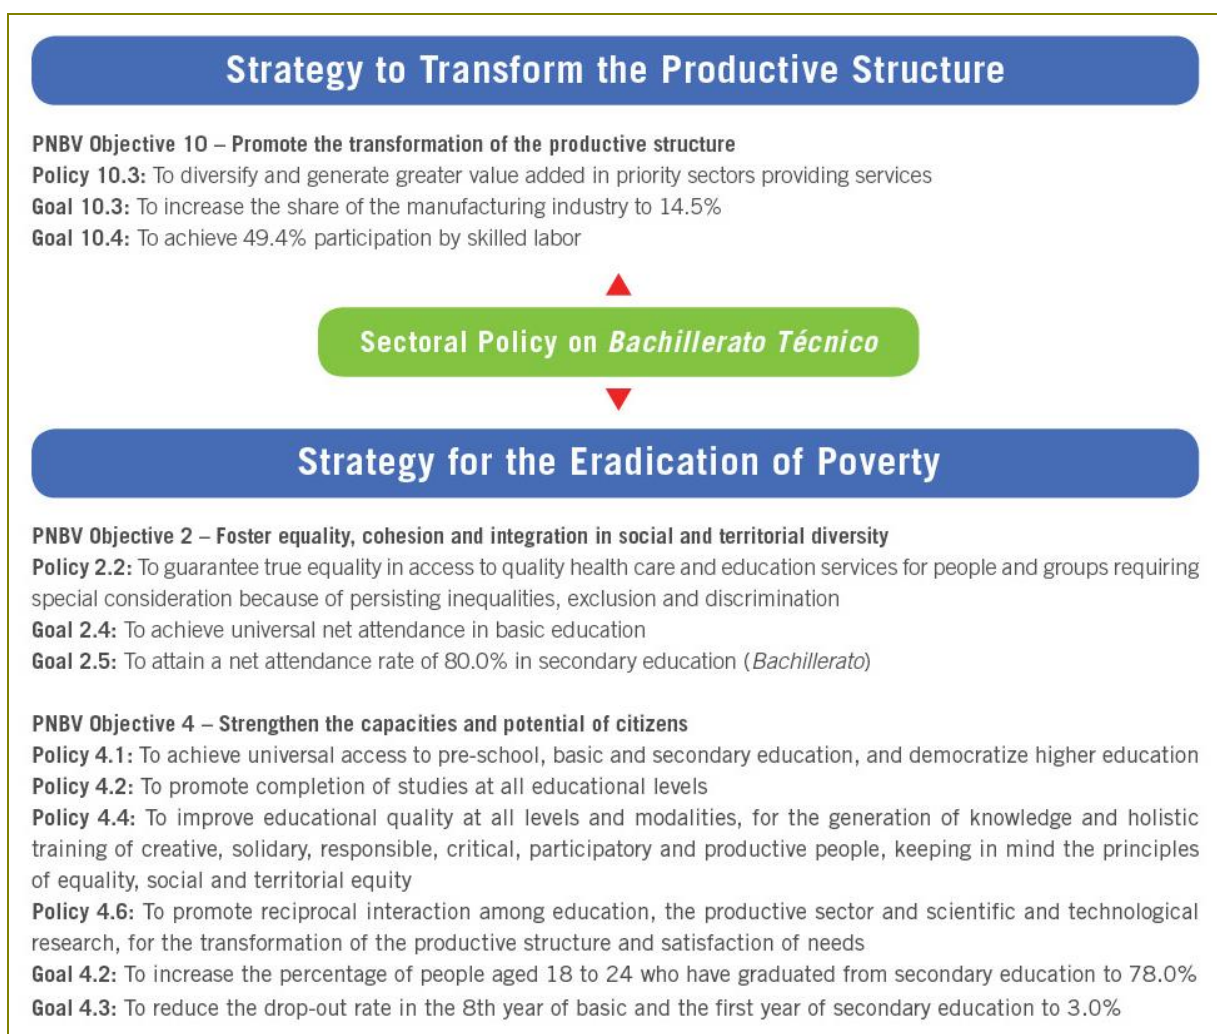 Strategy to Transform the Productive Structure
PNBV Objective 10 – Promote the transformation of the productive structure
Policy 10.3: To diversify and generate greater value added in priority sectors providing services
Goal 10.3: To increase the share of the manufacturing industry to 14.5%
Goal 10.4: To achieve 49.4% participation by skilled labor
Sectoral Policy on Bachillerato Técnico
Strategy for the Eradication of Poverty
PNBV Objective 2 – Foster equality, cohesion and integration in social and territorial diversity
Policy 2.2: To guarantee true equality in access to quality health care and education services for people and groups requiring
special consideration because of persisting inequalities, exclusion and discrimination
Goal 2.4: To achieve universal net attendance in basic education
Goal 2.5: To attain a net attendance rate of 80.0% in secondary education (Bachillerato)
PNBV Objective 4 – Strengthen the capacities and potential of citizens
Policy 4.1: To achieve universal access to pre-school, basic and secondary education, and democratize higher education
Policy 4.2: To promote completion of studies at all educational levels
Policy 4.4: To improve educational quality at all levels and modalities, for the generation of knowledge and holistic
training of creative, solidary, responsible, critical, participatory and productive people, keeping in mind the principles
of equality, social and territorial equity
Policy 4.6: To promote reciprocal interaction among education, the productive sector and scientific and technological
research, for the transformation of the productive structure and satisfaction of needs
Goal 4.2: To increase the percentage of people aged 18 to 24 who have graduated from secondary education to 78.0%
Goal 4.3: To reduce the drop-out rate in the 8th year of basic and the first year of secondary education to 3.0%